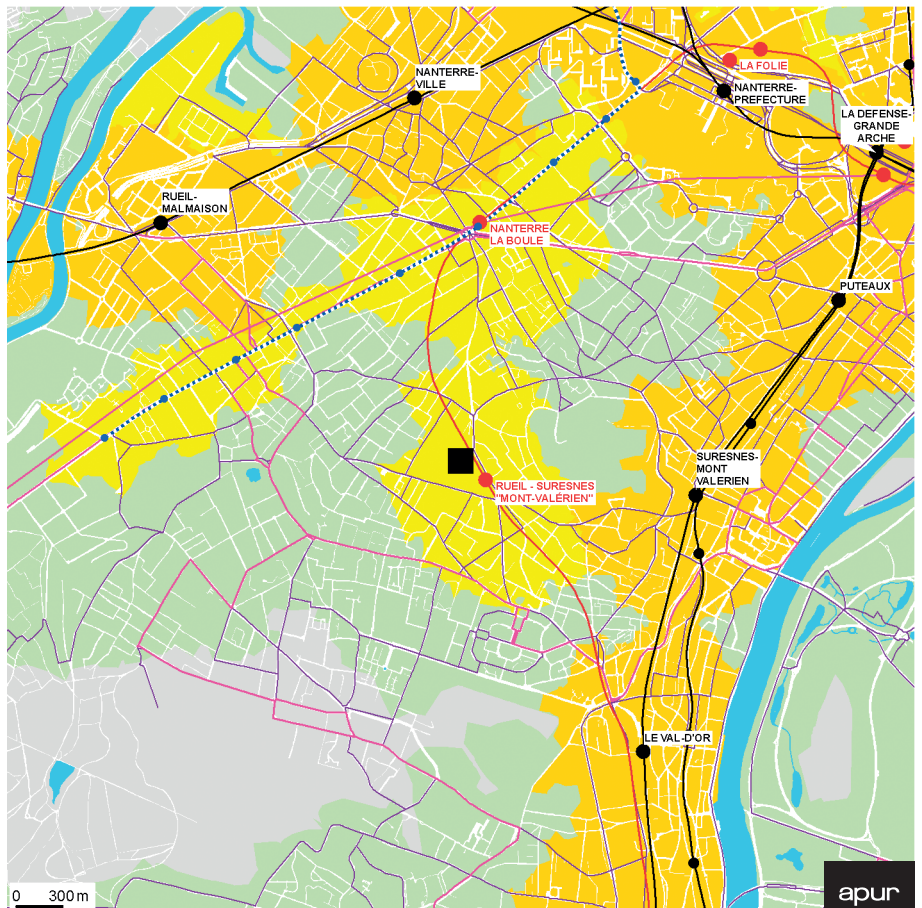 NANTERRE-
VILLE
LA FOLIE
NANTERRE-
PREFECTURE
LA DEFENSE-
GRANDE
ARCHE
RUEIL-
MALMAISON
NANTERRE
LA BOULE
PUTEAUX
SURESNES-
MONT
VALERIEN
RUEIL - SURESNES
"MONT-VALÉRIEN"
LE VAL-D'OR
0 300 m
apur